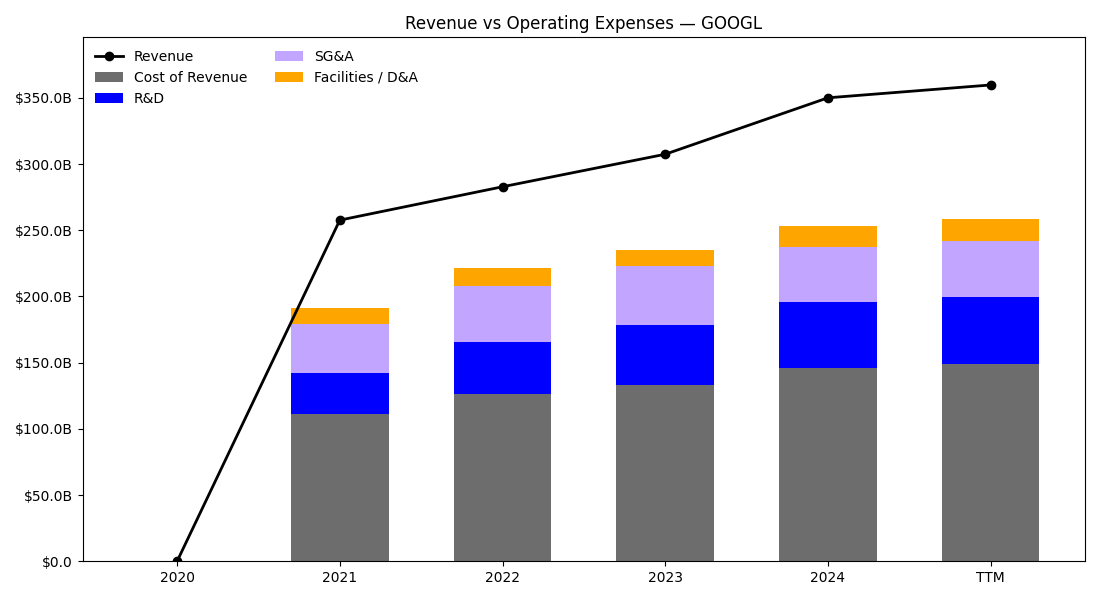 Revenue vs Operating Expenses — GOOGL
Revenue
Cost of Revenue
R&D
SG&A
Facilities / D&A
$350.0B
$300.0B
$250.0B
$200.0B
$150.0B
$100.0B
$50.0B
$0.0
2020 2021 2022 2023 2024 TTM